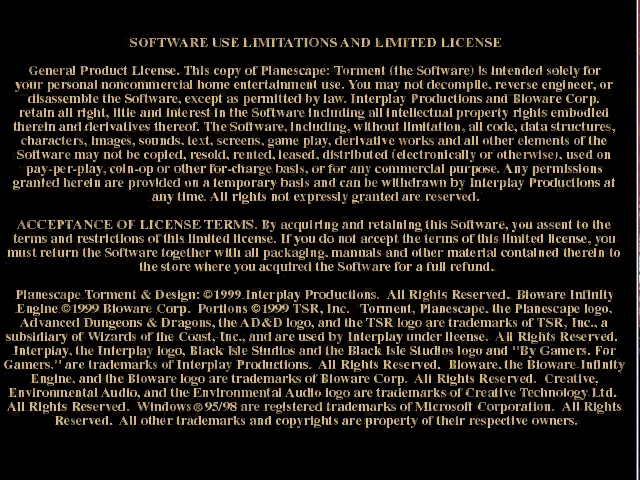 SOFTWARE USE LIMITATIONS AND LIMITED LICENSE
General Product License. This copy of Planescape: Torment (the Software) is intended solely for
your personal noncommercial home entertainment use. You may not decompile, reverse engineer, or
disassemble the Software, except as permitted by law. Interplay Productions and Bioware Corp.
retain all right, title and interest in the Software including all intellectual property rights embodied
therein and derivatives thereof. The Software, including, without limitation, all code, data structures,
characters, images, sounds, text, screens, game play, derivative works and all other elements of the
Software may not be copied, resold, rented, leased, distributed (electronically or otherwise), used on
pay-per-play, coin-op or other for-charge basis, or for any commercial purpose. Any permissions
granted herein are provided on a temporary basis and can be withdrawn by Interplay Productions at
any time. All rights not expressly granted are reserved.
ACCEPTANCE OF LICENSE TERMS. By acquiring and retaining this Software, you assent to the
terms and restrictions of this limited license. If you do not accept the terms of this limited license, you
must return the Software together with all packaging, manuals and other material contained therein to
the store where you acquired the Software for a full refund.
Planescape Torment & Design: ©1999 Interplay Productions. All Rights Reserved. Bioware Infinity
Engine ©1999 Bioware Corp. Portions ©1999 TSR, Inc. Torment, Planescape, the Planescape logo,
Advanced Dungeons & Dragons, the AD&D logo, and the TSR logo are trademarks of TSR, Inc., a
subsidiary of Wizards of the Coast, Inc., and are used by Interplay under license. All Rights Reserved.
Interplay, the Interplay logo, Black Isle Studios and the Black Isle Studios logo and "By Gamers. For
Gamers." are trademarks of Interplay Productions. All Rights Reserved. Bioware, the Bioware Infinity
Engine, and the Bioware logo are trademarks of Bioware Corp. All Rights Reserved. Creative,
Environmental Audio, and the Environmental Audio logo are trademarks of Creative Technology Ltd.
All Rights Reserved. Windows®95/98 are registered trademarks of Microsoft Corporation. All Rights
Reserved. All other trademarks and copyrights are property of their respective owners.